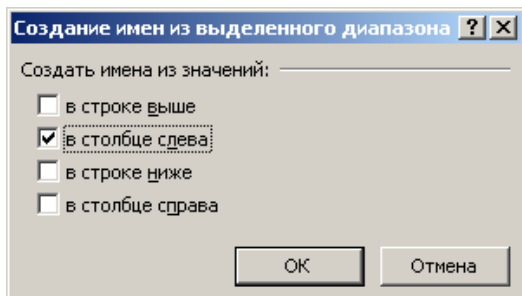 Создание имен из выделенного диапазона
Создать имена из значений:
в строке выше
в столбце слева
в строке ниже
в столбце справа
ОК Отмена